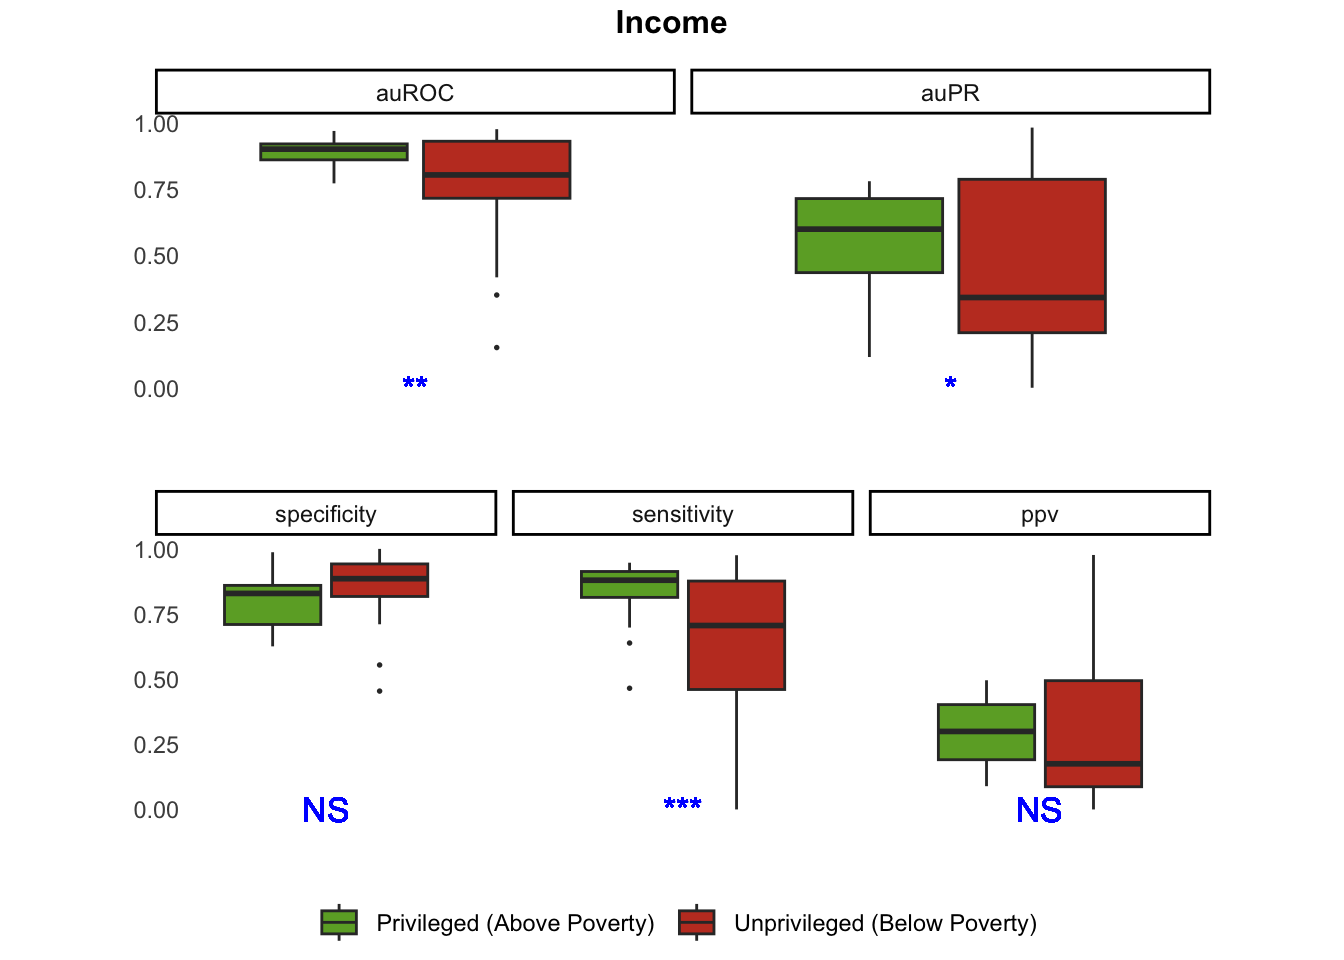 Income
auROC
auPR
1.00
0.75
0.50
0.25
0.00
**
*
specificity
sensitivity
ppv
1.00
0.75
0.50
0.25
0.00
NS
***
NS
Privileged (Above Poverty)
Unprivileged (Below Poverty)